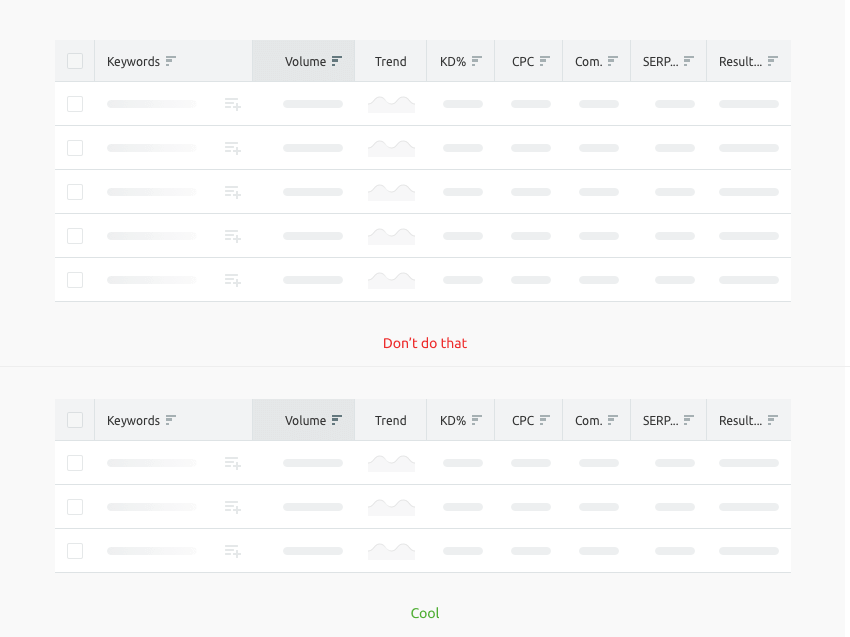 Keywords Volume Trend KD% CPC Com. SERP... Result...
Don't do that
Keywords Volume Trend KD% CPC Com. SERP... Result...
Cool